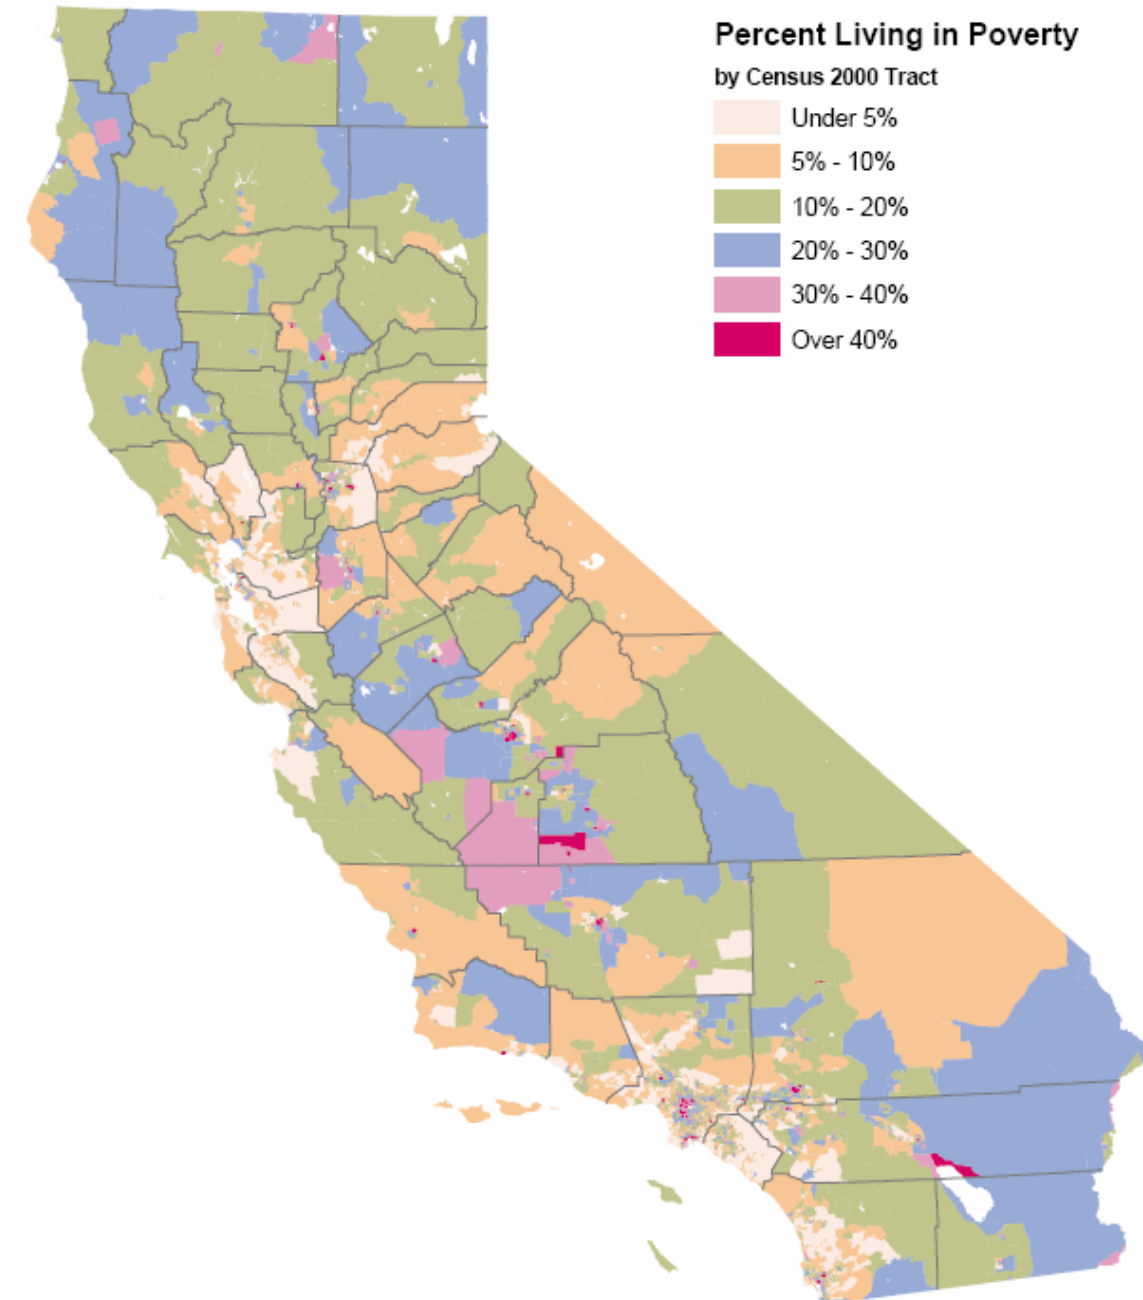 Percent Living in Poverty
by Census 2000 Tract
Under 5%
5% - 10%
10% - 20%
20% - 30%
30% - 40%
Over 40%